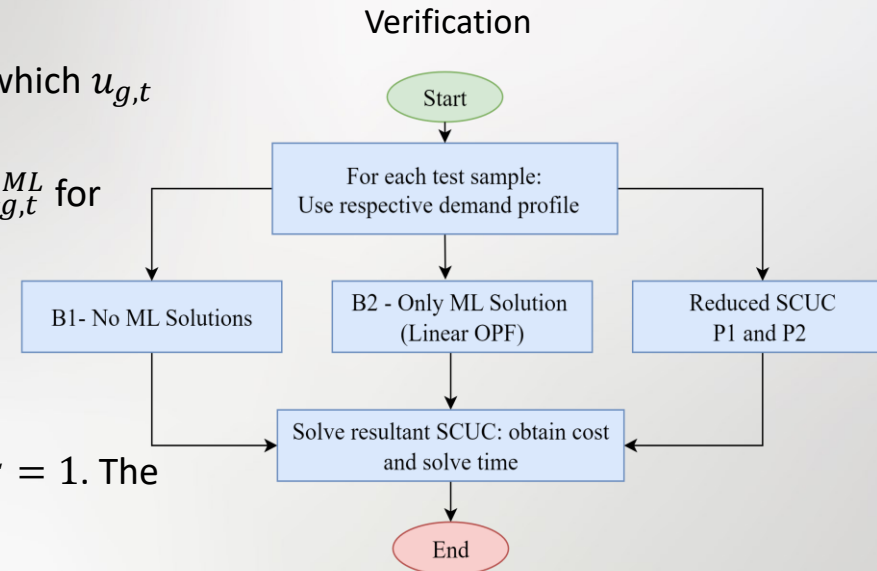 Verification
which u_{g,t}
Start
For each test sample:
Use respective demand profile
^{ML}_{g,t} for
B1- No ML Solutions
B2 - Only ML Solution
(Linear OPF)
Reduced SCUC
P1 and P2
Solve resultant SCUC: obtain cost
and solve time
= 1. The
End